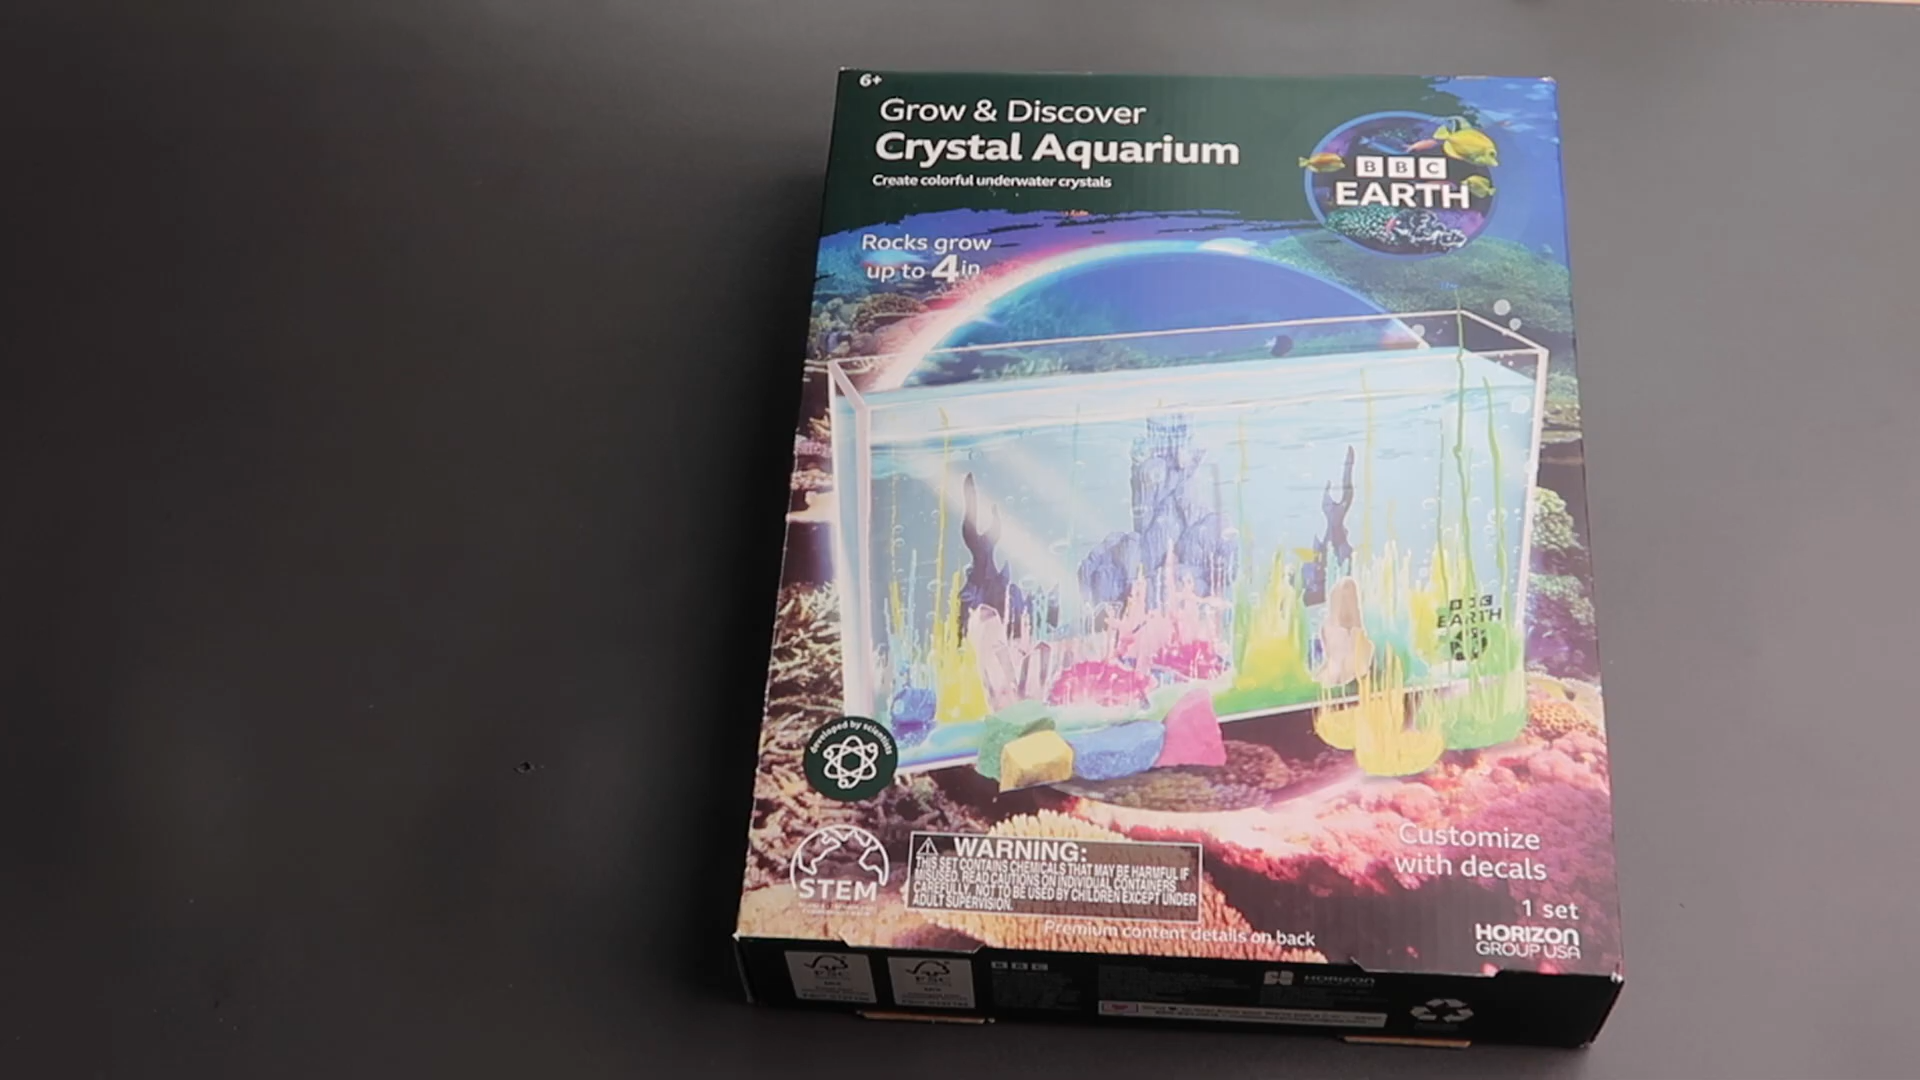 6+
Grow & Discover
Crystal Aquarium
Create colorful underwater crystals
BBC
EARTH
Rocks grow
up to 4in
BBC
EARTH
developed by scientists
STEM
WARNING:
THIS SET CONTAINS CHEMICALS THAT MAY BE HARMFUL IF
MISUSED. READ CAUTIONS ON INDIVIDUAL CONTAINERS
CAREFULLY. NOT TO BE USED BY CHILDREN EXCEPT UNDER
ADULT SUPERVISION.
Customize
with decals
1 set
HORIZON
GROUP USA
Premium content details on back
FSC
FSC
BBC
HORIZON